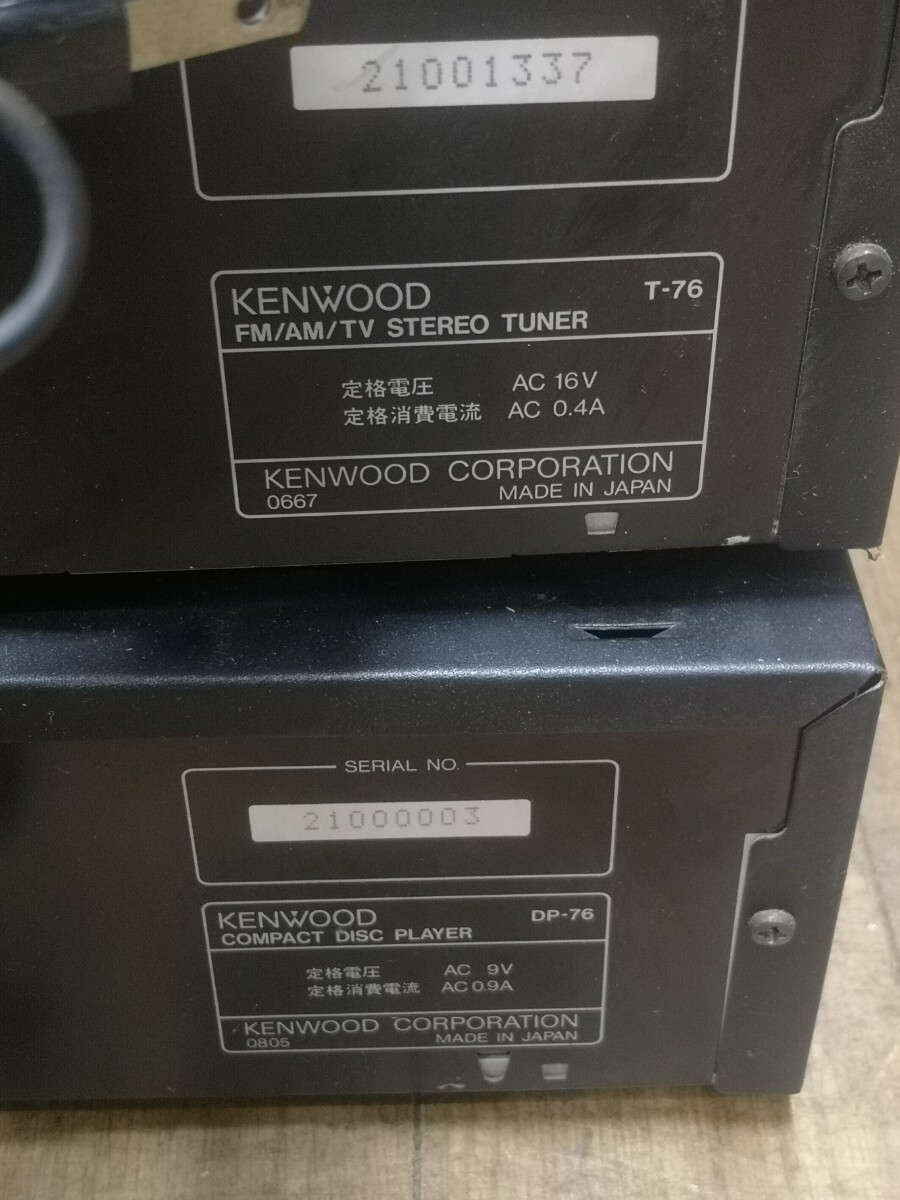 21001337
KENWOOD T-76
FM/AM/TV STEREO TUNER
定格電圧 AC 16V
定格消費電流 AC 0.4A
KENWOOD CORPORATION
0667 MADE IN JAPAN
SERIAL NO.
21000003
KENWOOD DP-76
COMPACT DISC PLAYER
定格電圧 AC 9V
定格消費電流 AC 0.9A
KENWOOD CORPORATION
0805 MADE IN JAPAN